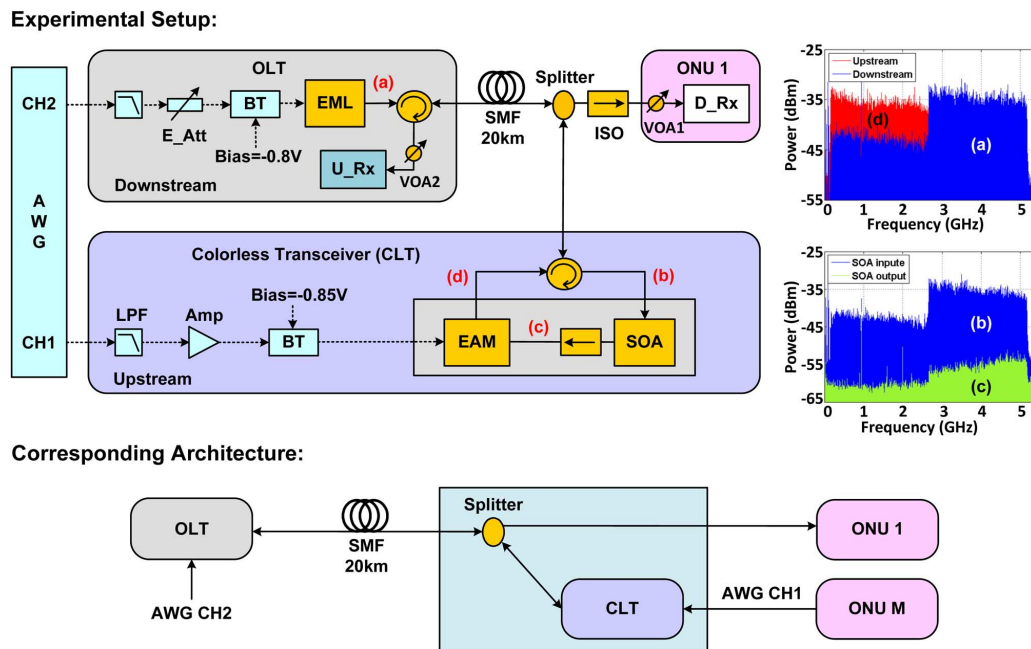 Experimental Setup:
AWG
CH2
CH1
OLT
E_Att
BT
Bias=-0.8V
EML
(a)
U_Rx
VOA2
Downstream
SMF
20km
Splitter
ISO
ONU 1
VOA1
D_Rx
Colorless Transceiver (CLT)
LPF
Amp
Bias=-0.85V
BT
Upstream
(d)
(b)
(c)
EAM
SOA
Power (dBm)
-25
-35
-45
-55
Upstream
Downstream
(d)
(a)
0 1 2 3 4 5
Frequency (GHz)
Power (dBm)
-25
-35
-45
-55
-65
SOA inpute
SOA output
(b)
(c)
0 1 2 3 4 5
Frequency (GHz)
Corresponding Architecture:
OLT
AWG CH2
SMF
20km
Splitter
CLT
AWG CH1
ONU 1
ONU M